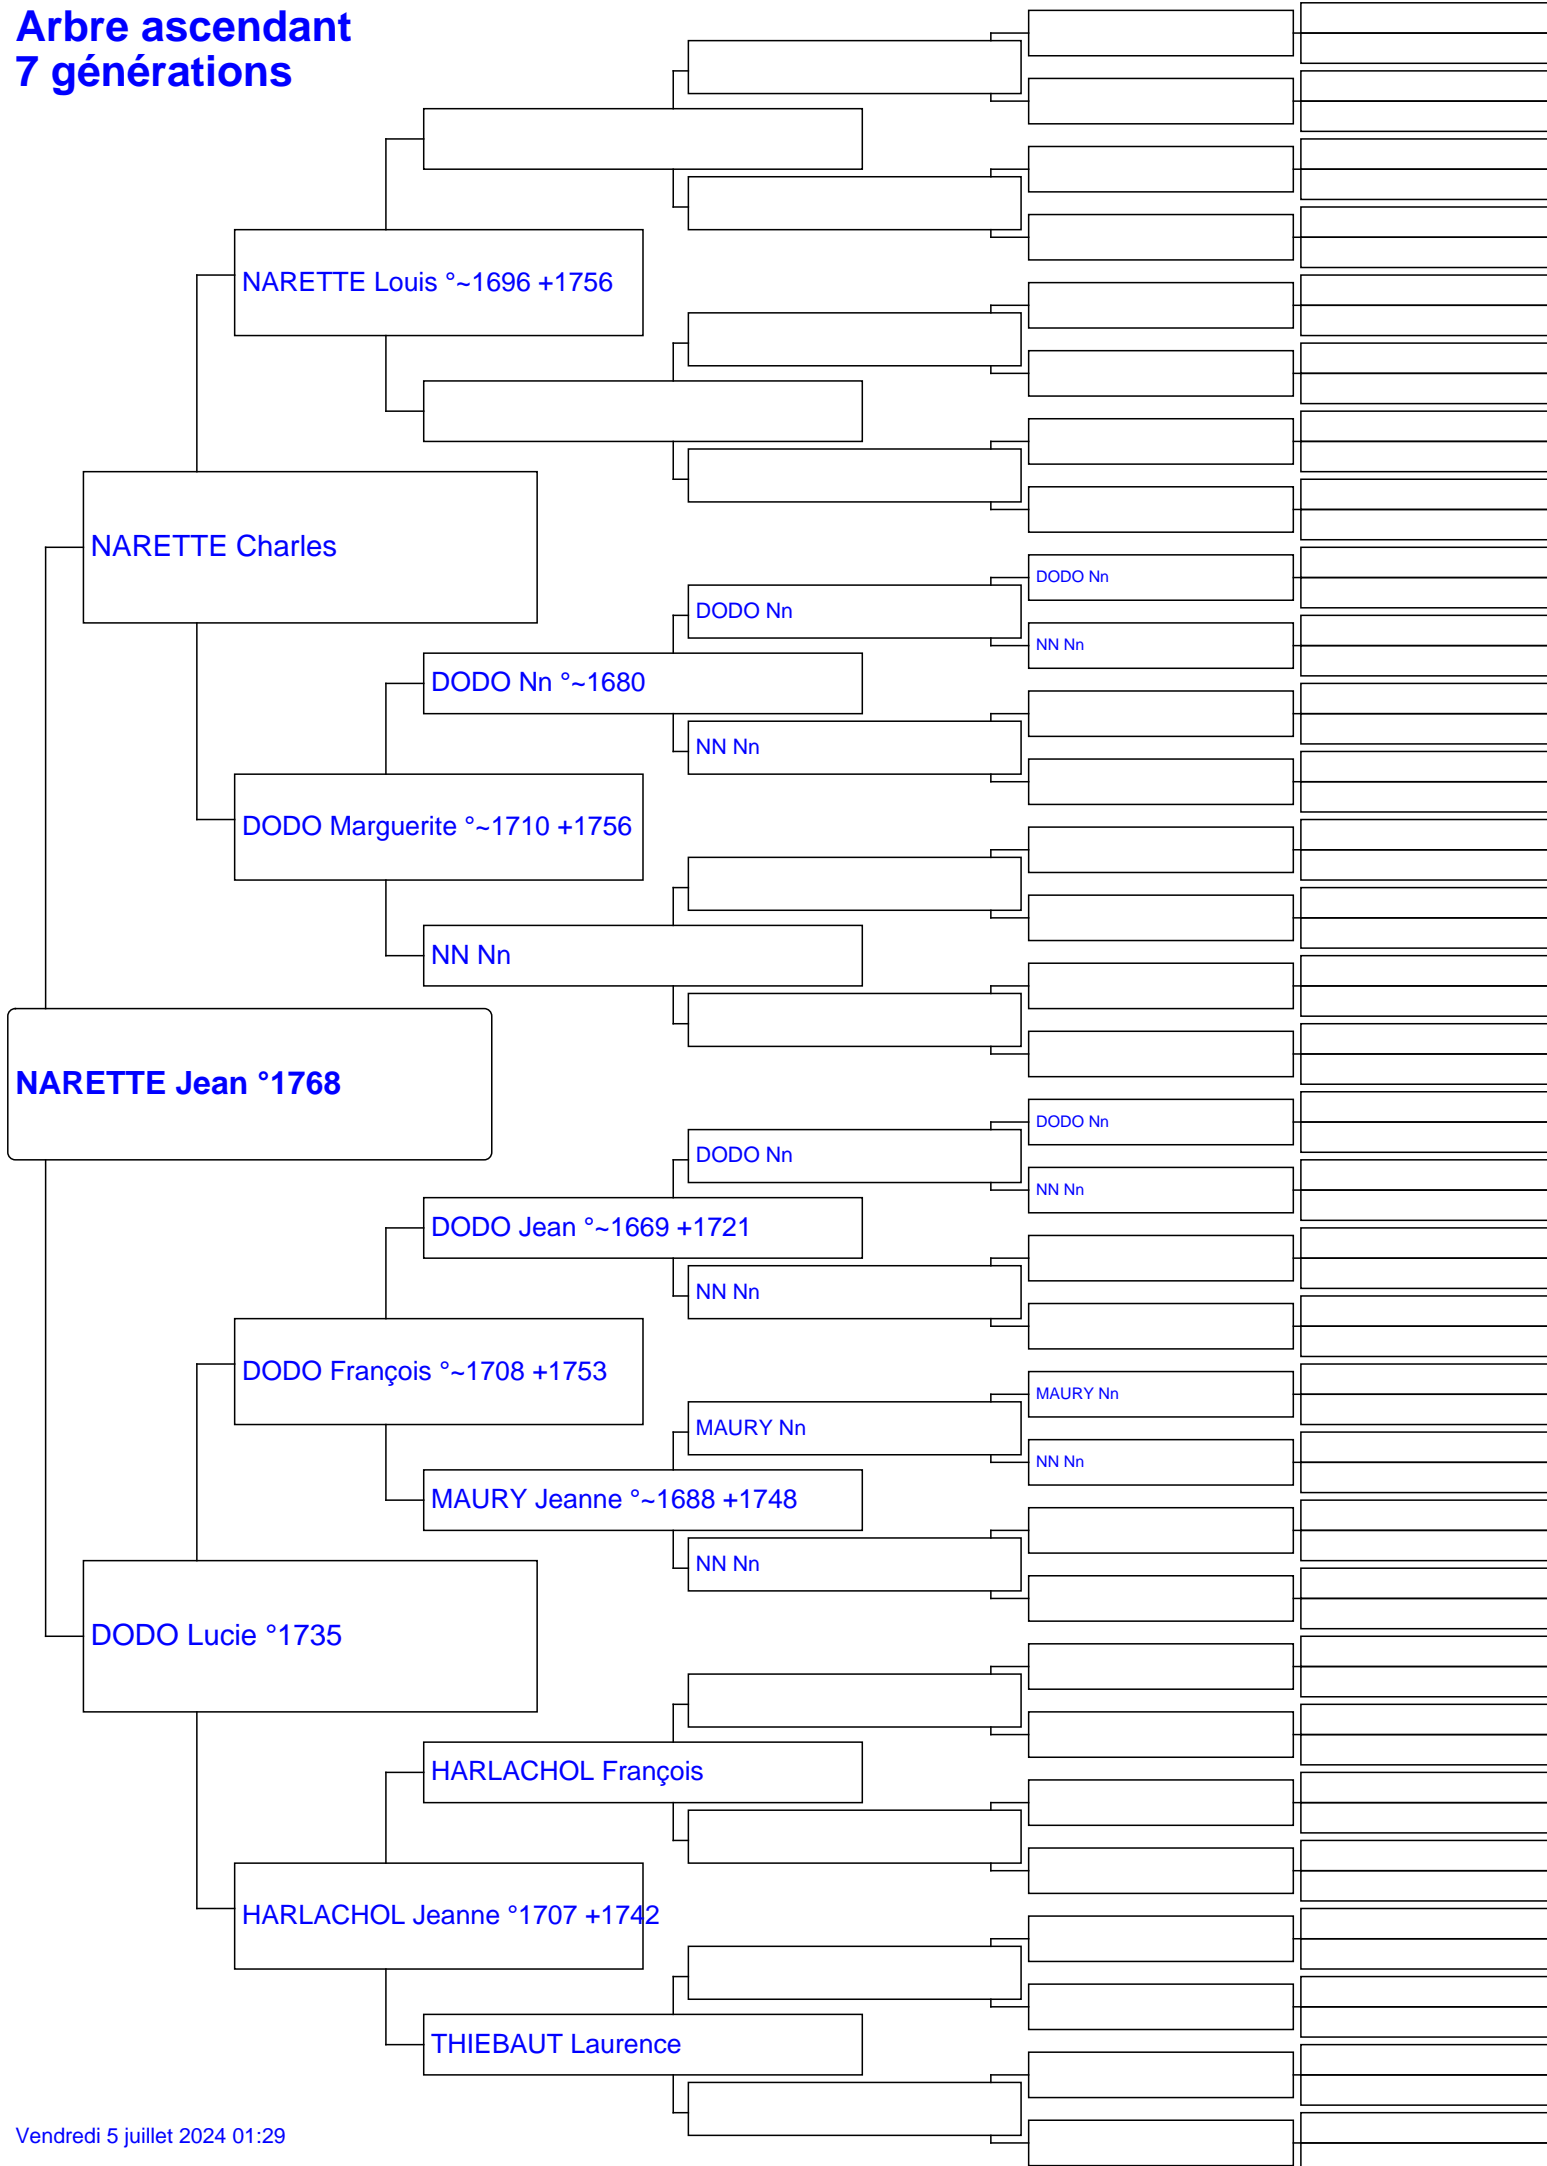 Arbre ascendant
7 générations
NARETTE Louis °~1696 +1756
NARETTE Charles
DODO Nn
DODO Nn
NN Nn
DODO Nn °~1680
NN Nn
DODO Marguerite °~1710 +1756
NN Nn
NARETTE Jean °1768
DODO Nn
DODO Nn
NN Nn
DODO Jean °~1669 +1721
NN Nn
DODO François °~1708 +1753
MAURY Nn
MAURY Nn
NN Nn
MAURY Jeanne °~1688 +1748
NN Nn
DODO Lucie °1735
HARLACHOL François
HARLACHOL Jeanne °1707 +1742
THIEBAUT Laurence
Vendredi 5 juillet 2024 01:29